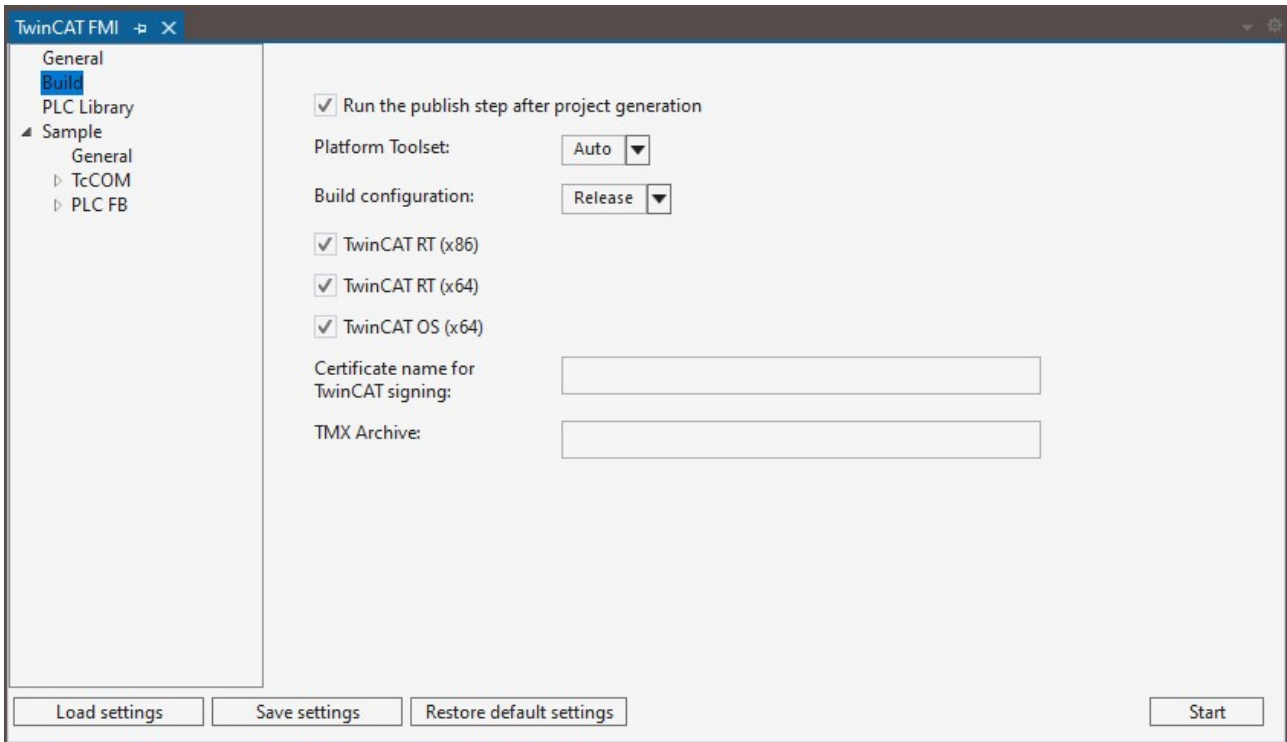 TwinCAT FMI
General
Build
PLC Library
Sample
General
TcCOM
PLC FB
Run the publish step after project generation
Platform Toolset: Auto
Build configuration: Release
TwinCAT RT (x86)
TwinCAT RT (x64)
TwinCAT OS (x64)
Certificate name for
TwinCAT signing:
TMX Archive:
Load settings Save settings Restore default settings Start